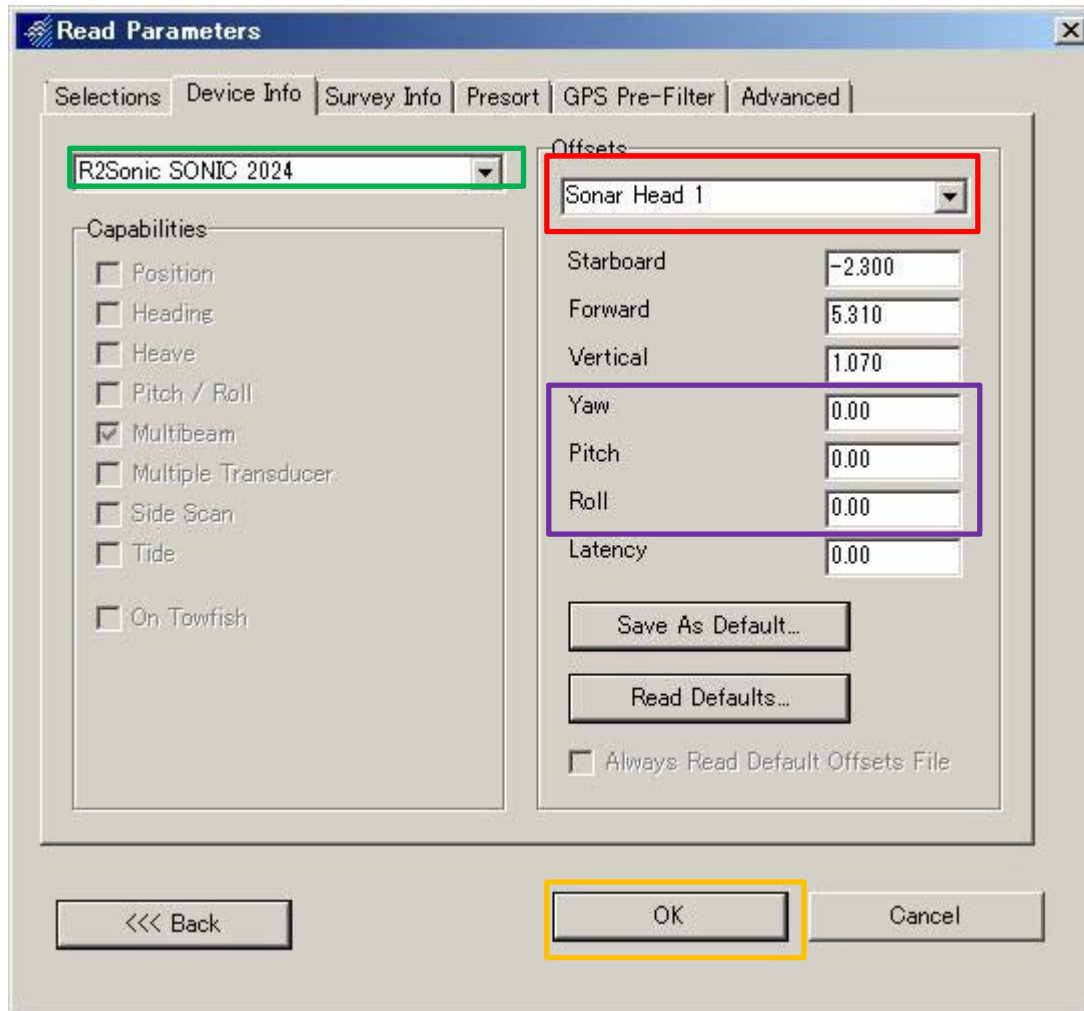 Read Parameters
Selections Device Info Survey Info Presort GPS Pre-Filter Advanced
R2Sonic SONIC 2024
Capabilities
Position
Heading
Heave
Pitch / Roll
Multibeam
Multiple Transducer
Side Scan
Tide
On Towfish
Offsets
Sonar Head 1
Starboard -2.300
Forward 5.310
Vertical 1.070
Yaw 0.00
Pitch 0.00
Roll 0.00
Latency 0.00
Save As Default...
Read Defaults...
Always Read Default Offsets File
<<< Back OK Cancel